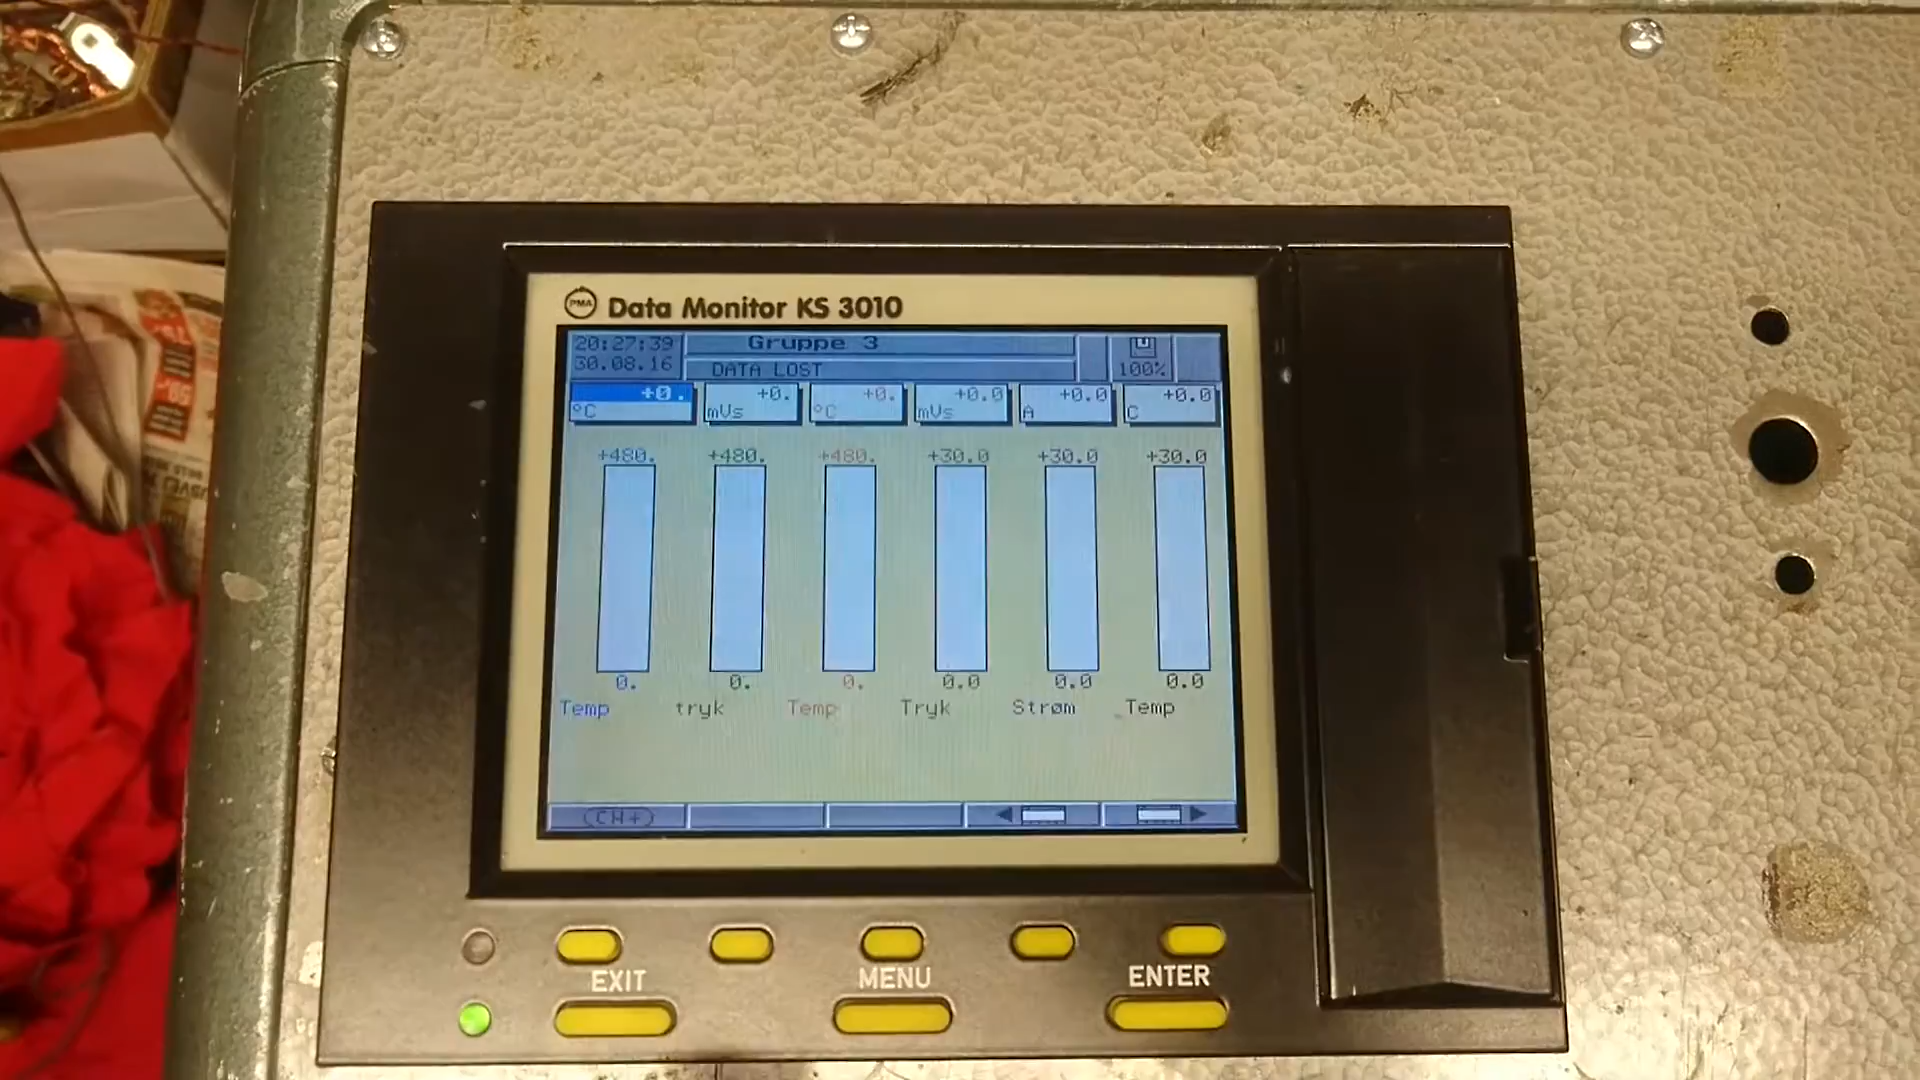 PMA Data Monitor KS 3010
20:27:39 Gruppe 3
30.08.16 DATA LOST 100%
+0. +0. +0. +0.0 +0.0 +0.0
°C mVs °C mVs A C
+480. +480. +480. +30.0 +30.0 +30.0
0. 0. 0. 0.0 0.0 0.0
Temp tryk Temp Tryk Strøm Temp
CH+
EXIT MENU ENTER